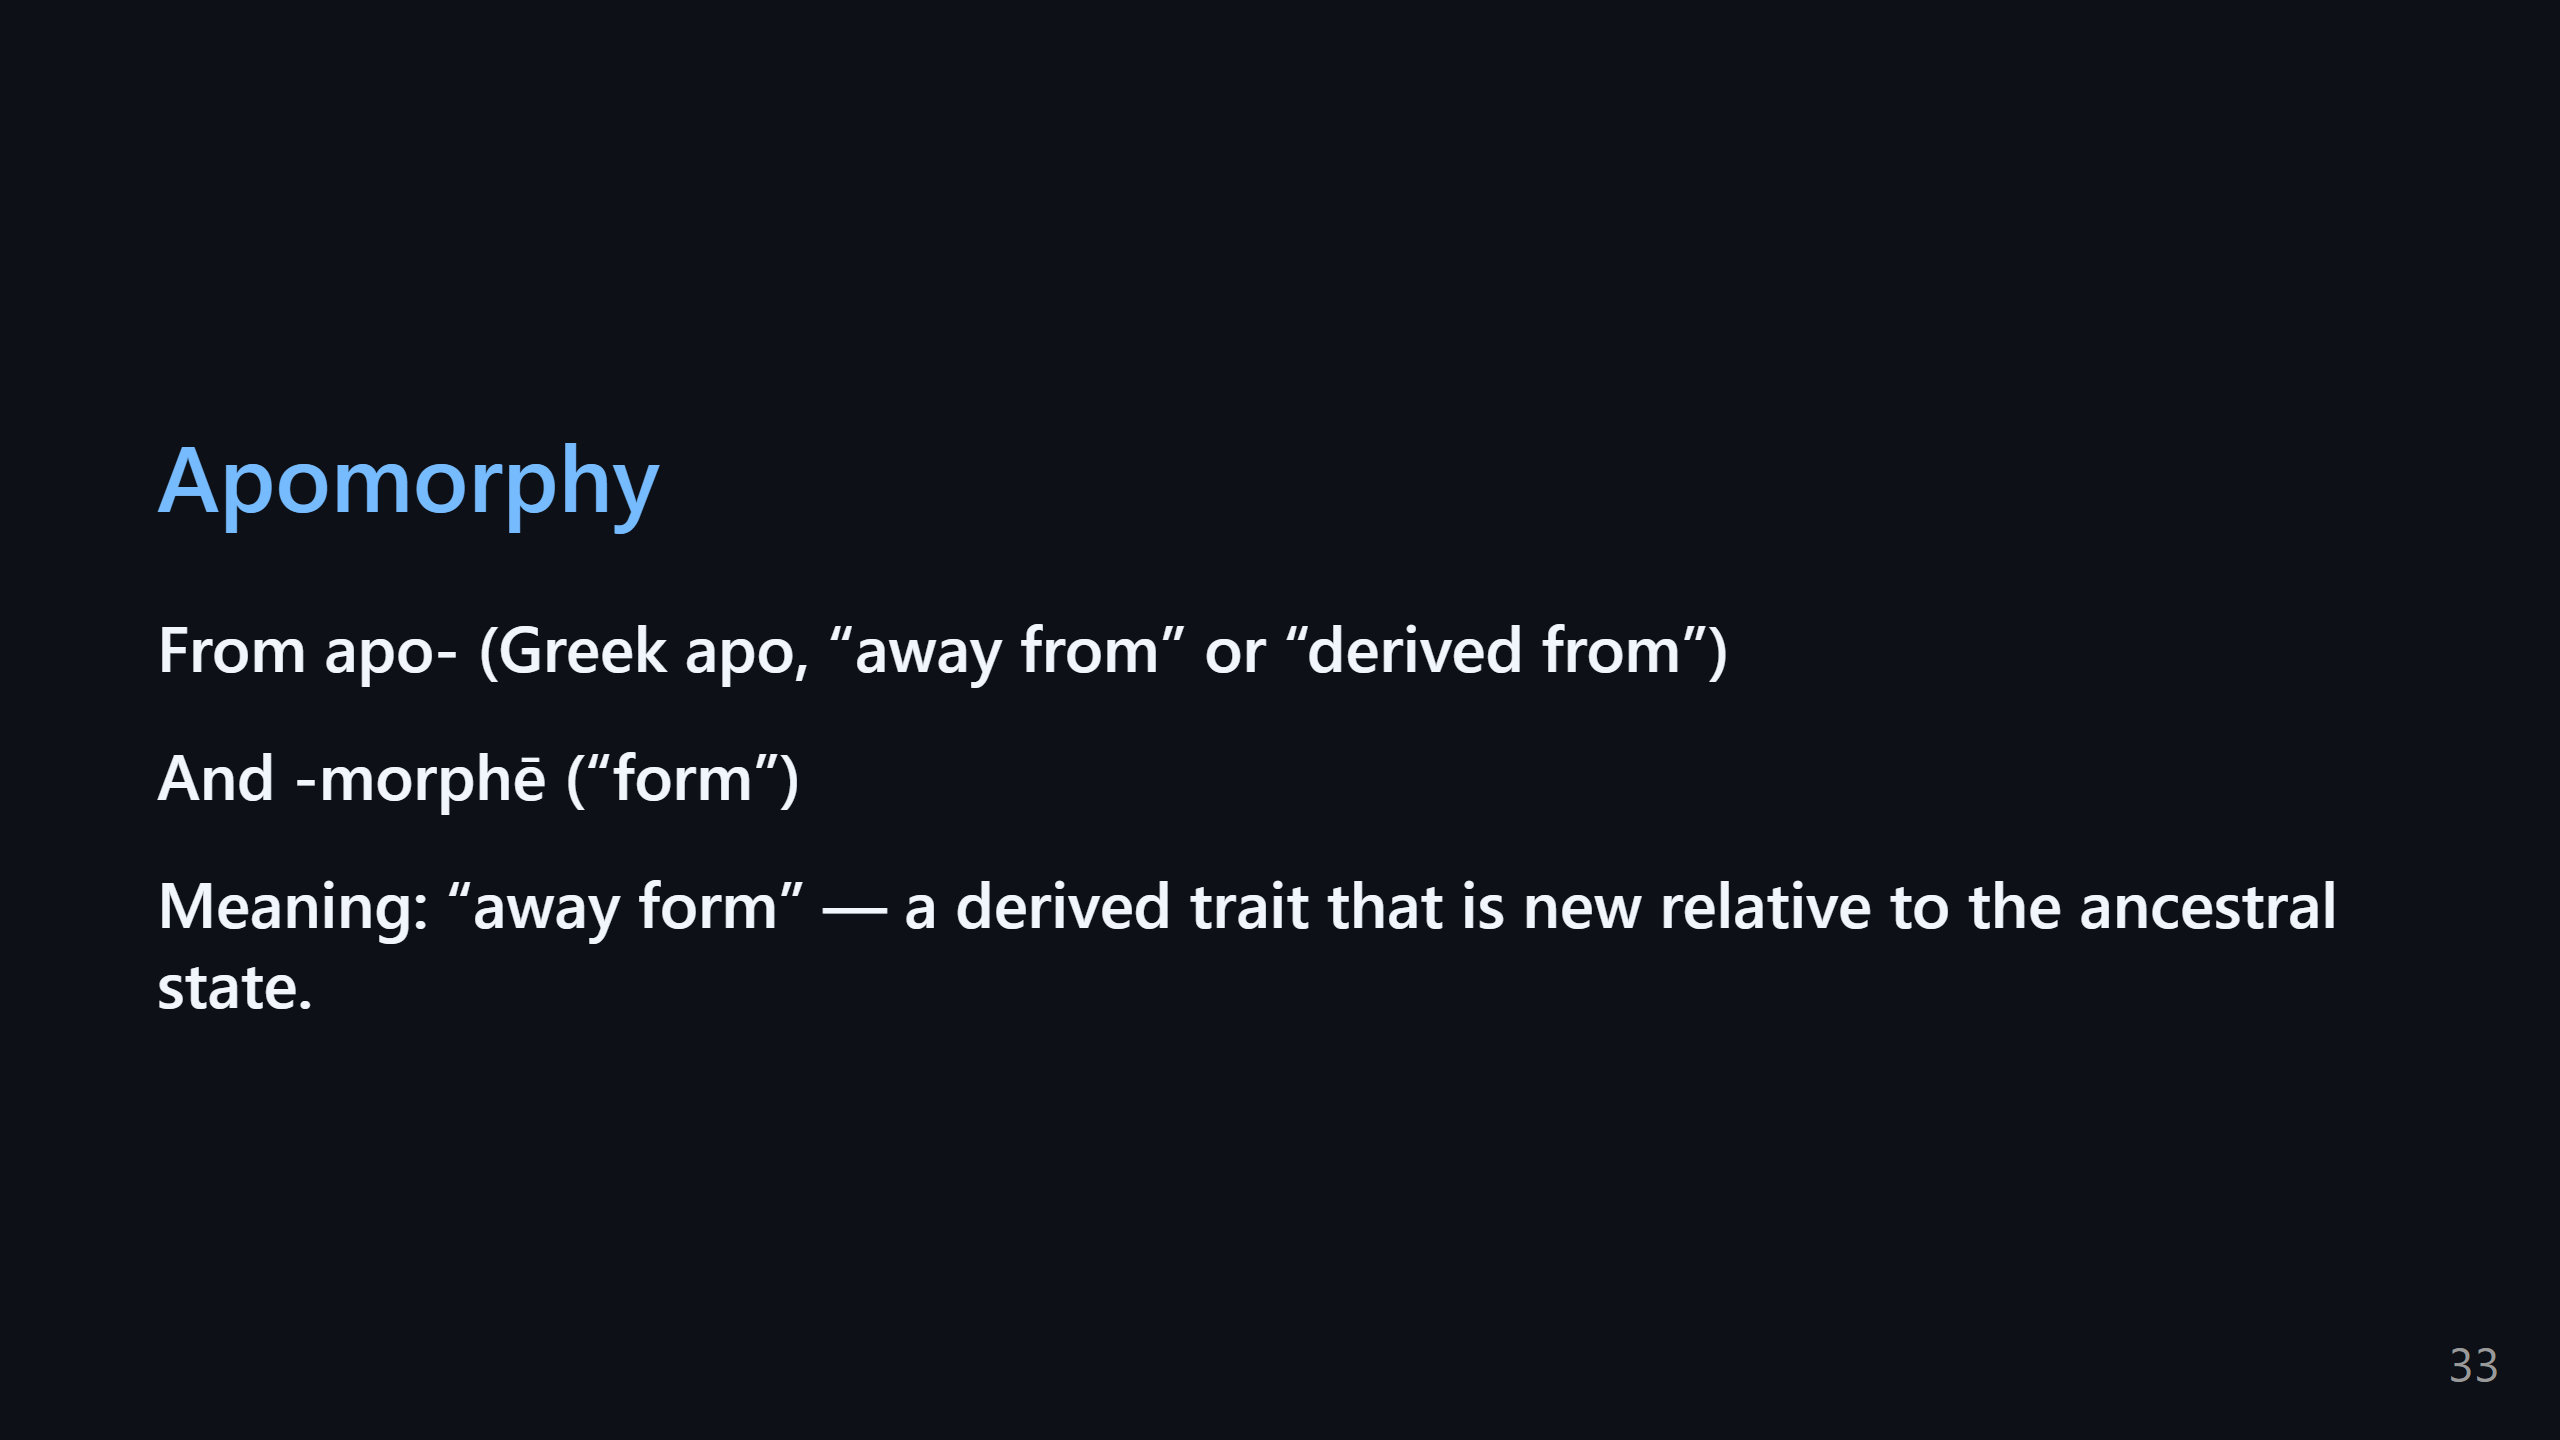 Apomorphy
From apo- (Greek apo, “away from” or “derived from”)
And -morphē (“form”)
Meaning: “away form” — a derived trait that is new relative to the ancestral
state.
33